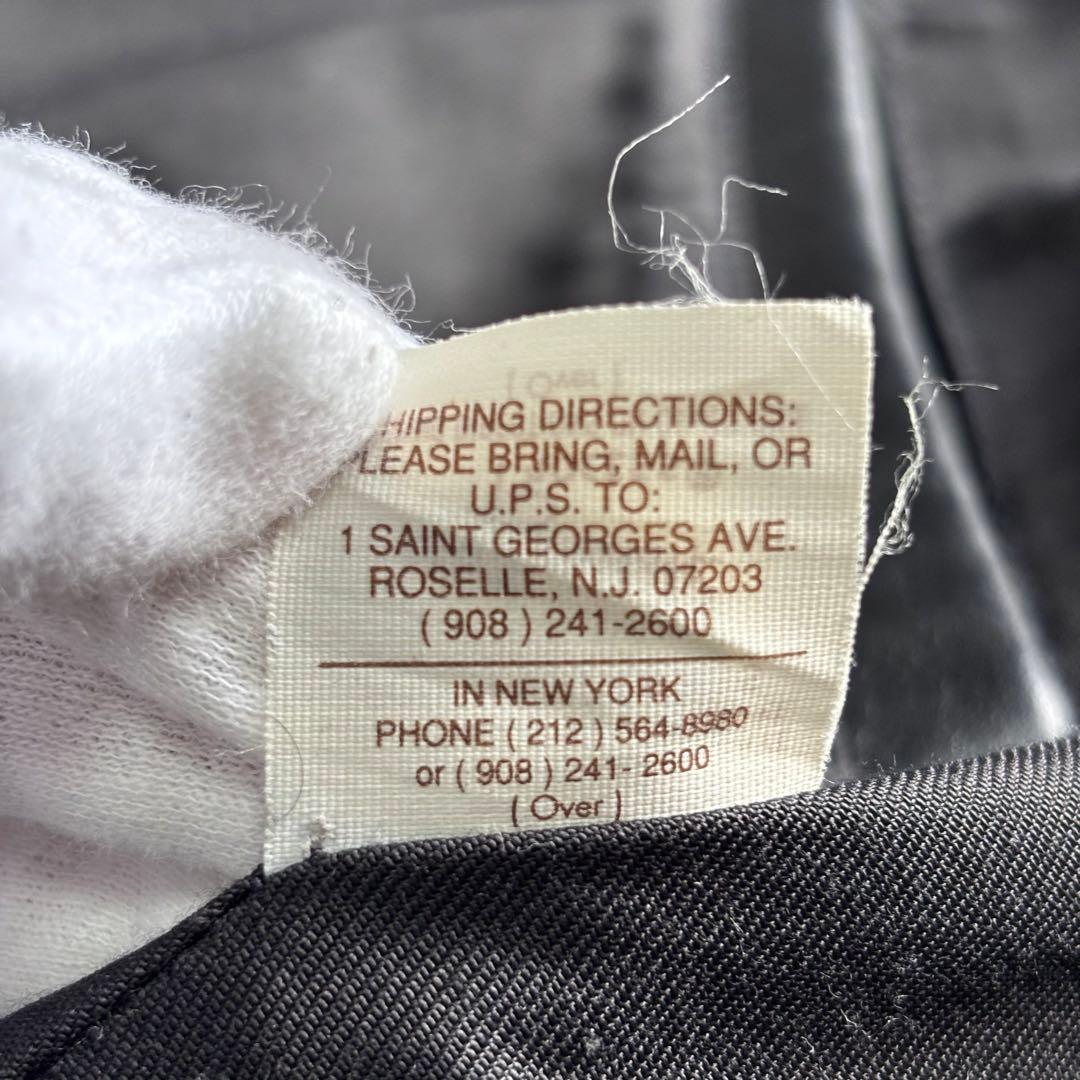 HIPPING DIRECTIONS:
LEASE BRING, MAIL, OR
U.P.S. TO:
1 SAINT GEORGES AVE.
ROSELLE, N.J. 07203
( 908 ) 241-2600
IN NEW YORK
PHONE ( 212 ) 564-8980
or ( 908 ) 241- 2600
( Over )